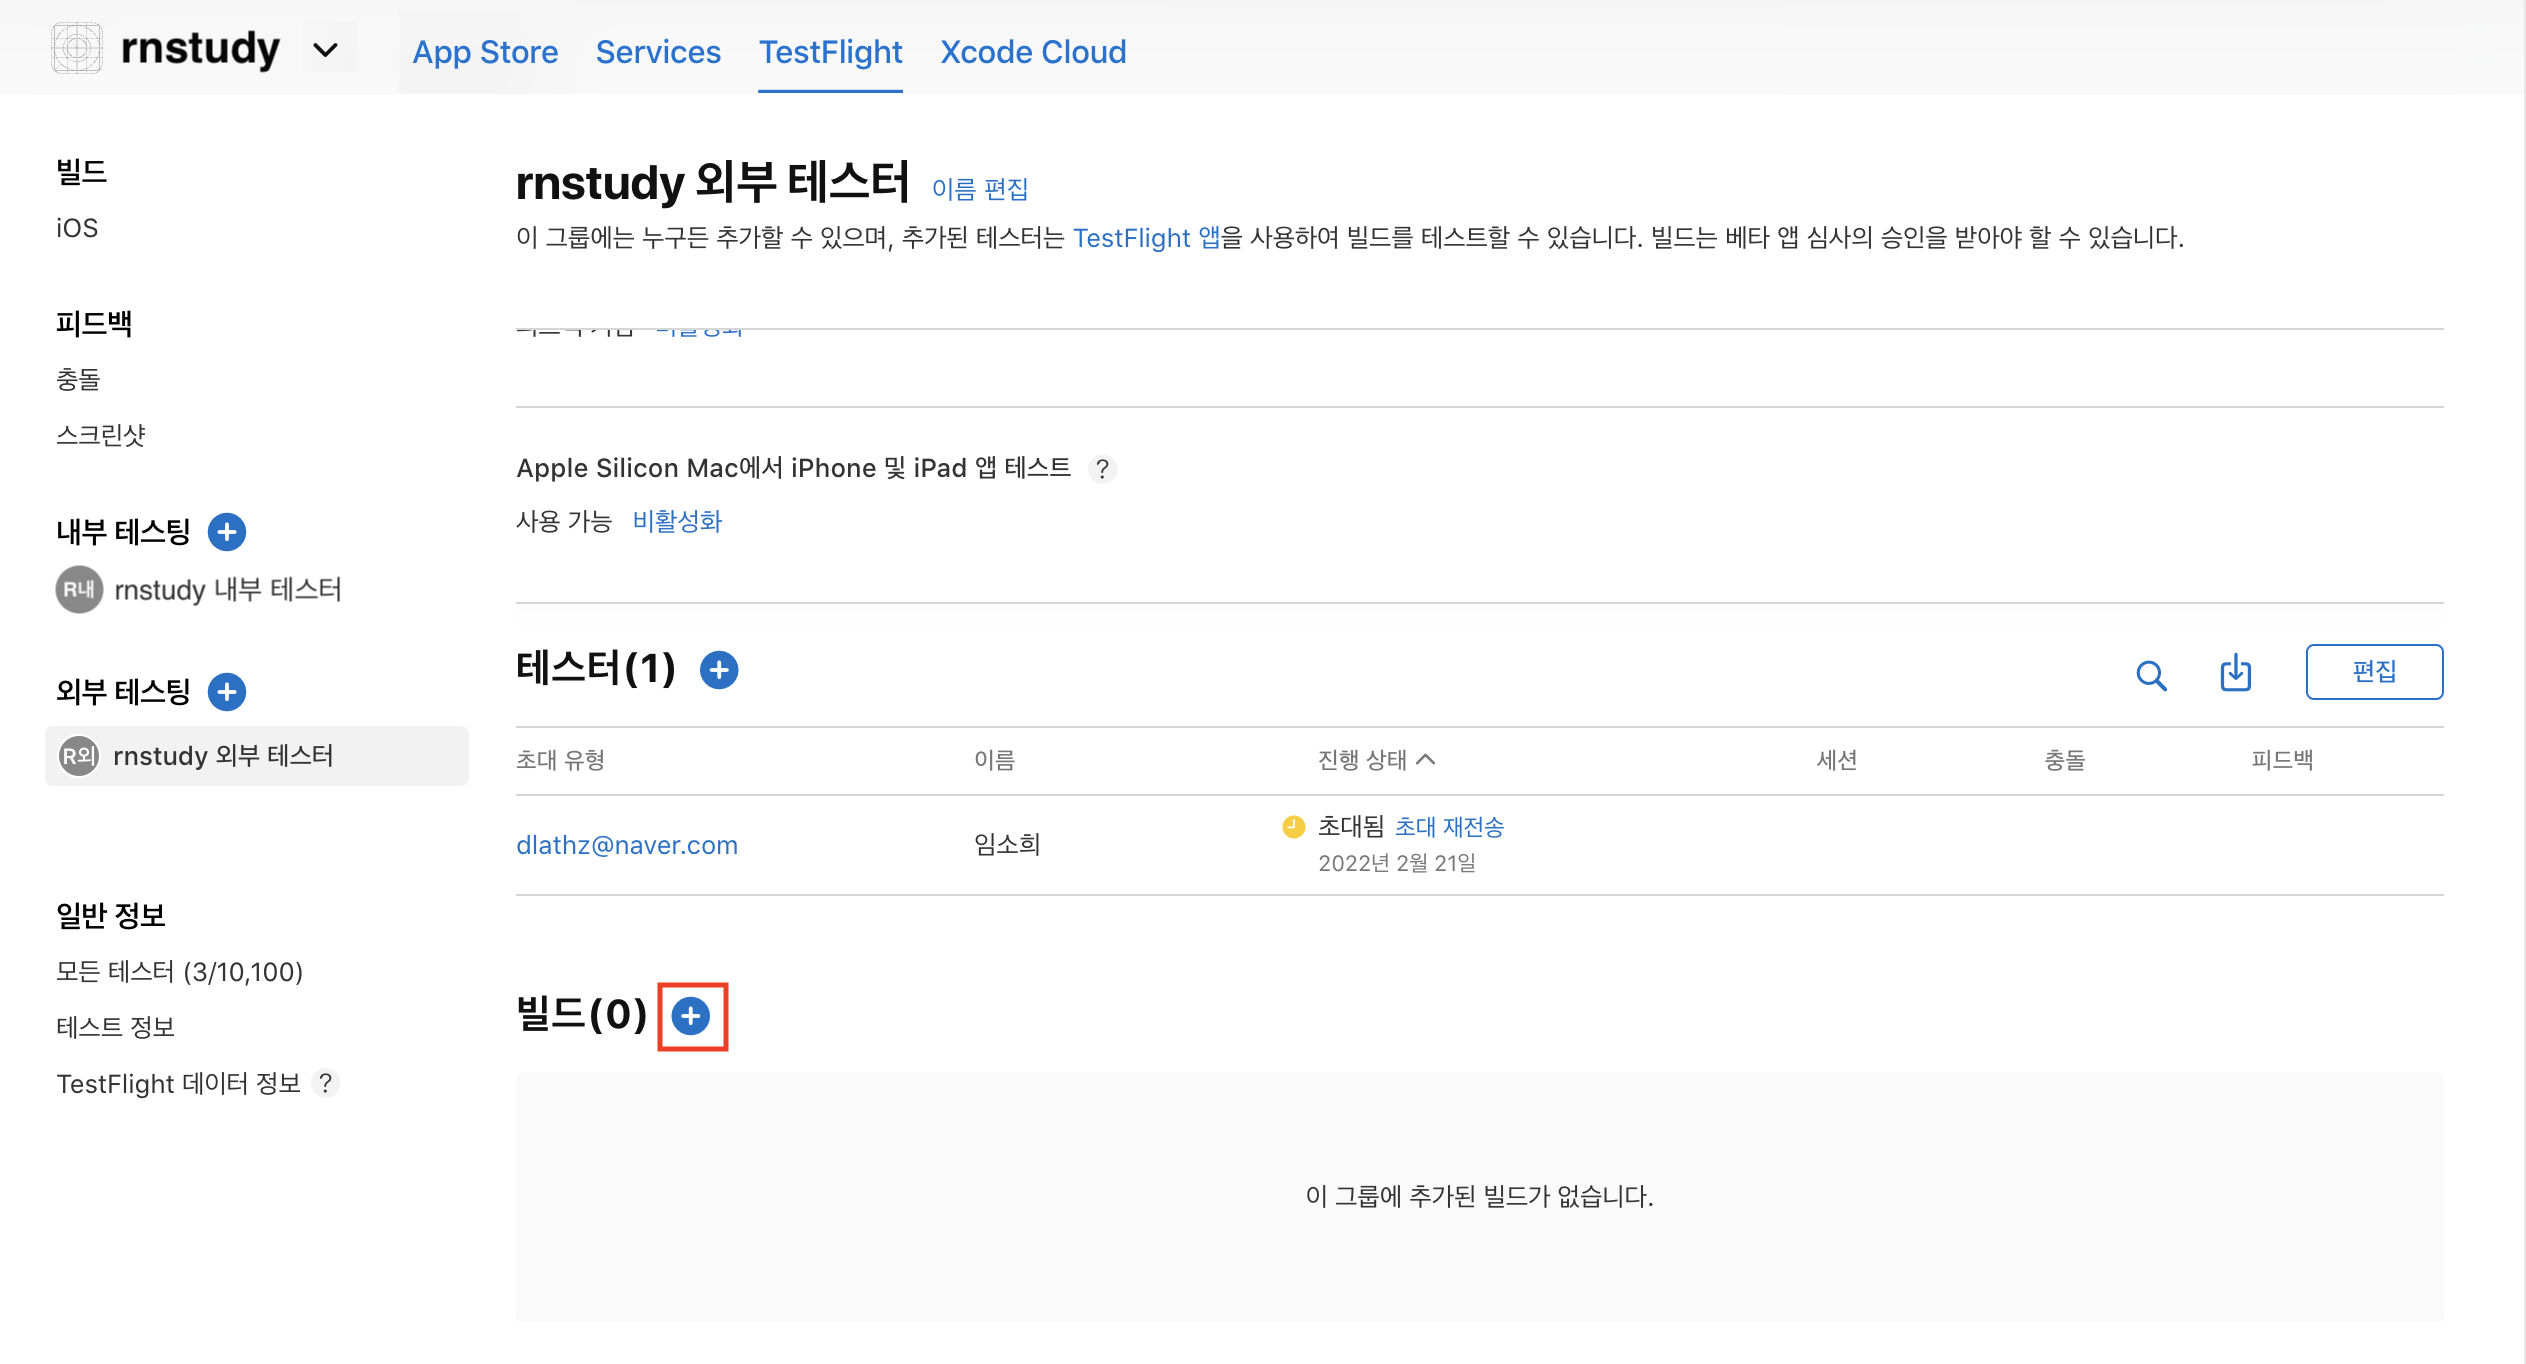 rnstudy
App Store Services TestFlight Xcode Cloud
빌드
iOS
피드백
충돌
스크린샷
내부 테스팅
R내 rnstudy 내부 테스터
외부 테스팅
R외 rnstudy 외부 테스터
일반 정보
모든 테스터 (3/10,100)
테스트 정보
TestFlight 데이터 정보 ?
rnstudy 외부 테스터 이름 편집
이 그룹에는 누구든 추가할 수 있으며, 추가된 테스터는 TestFlight 앱을 사용하여 빌드를 테스트할 수 있습니다. 빌드는 베타 앱 심사의 승인을 받아야 할 수 있습니다.
비활성화
Apple Silicon Mac에서 iPhone 및 iPad 앱 테스트 ?
사용 가능 비활성화
테스터(1)
편집
초대 유형 이름 진행 상태 세션 충돌 피드백
dlathz@naver.com 임소희 초대됨 초대 재전송
2022년 2월 21일
빌드(0)
이 그룹에 추가된 빌드가 없습니다.